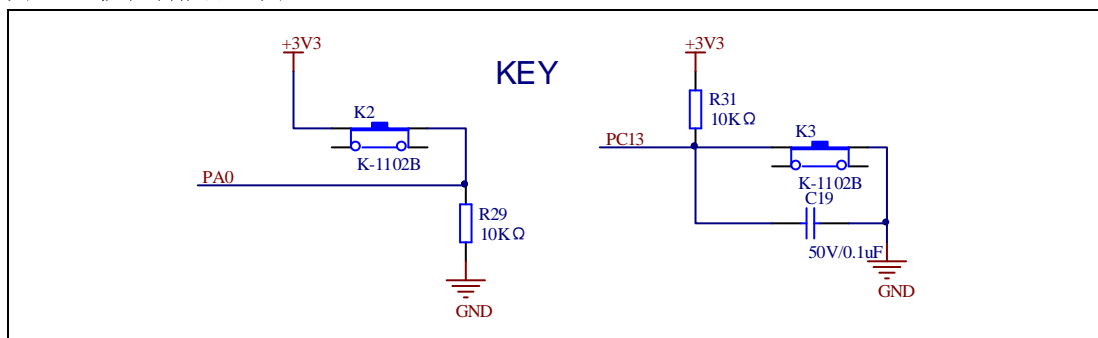 +3V3
KEY
K2
K-1102B
PA0
R29
10KΩ
GND
+3V3
R31
10KΩ
PC13
K3
K-1102B
C19
50V/0.1uF
GND